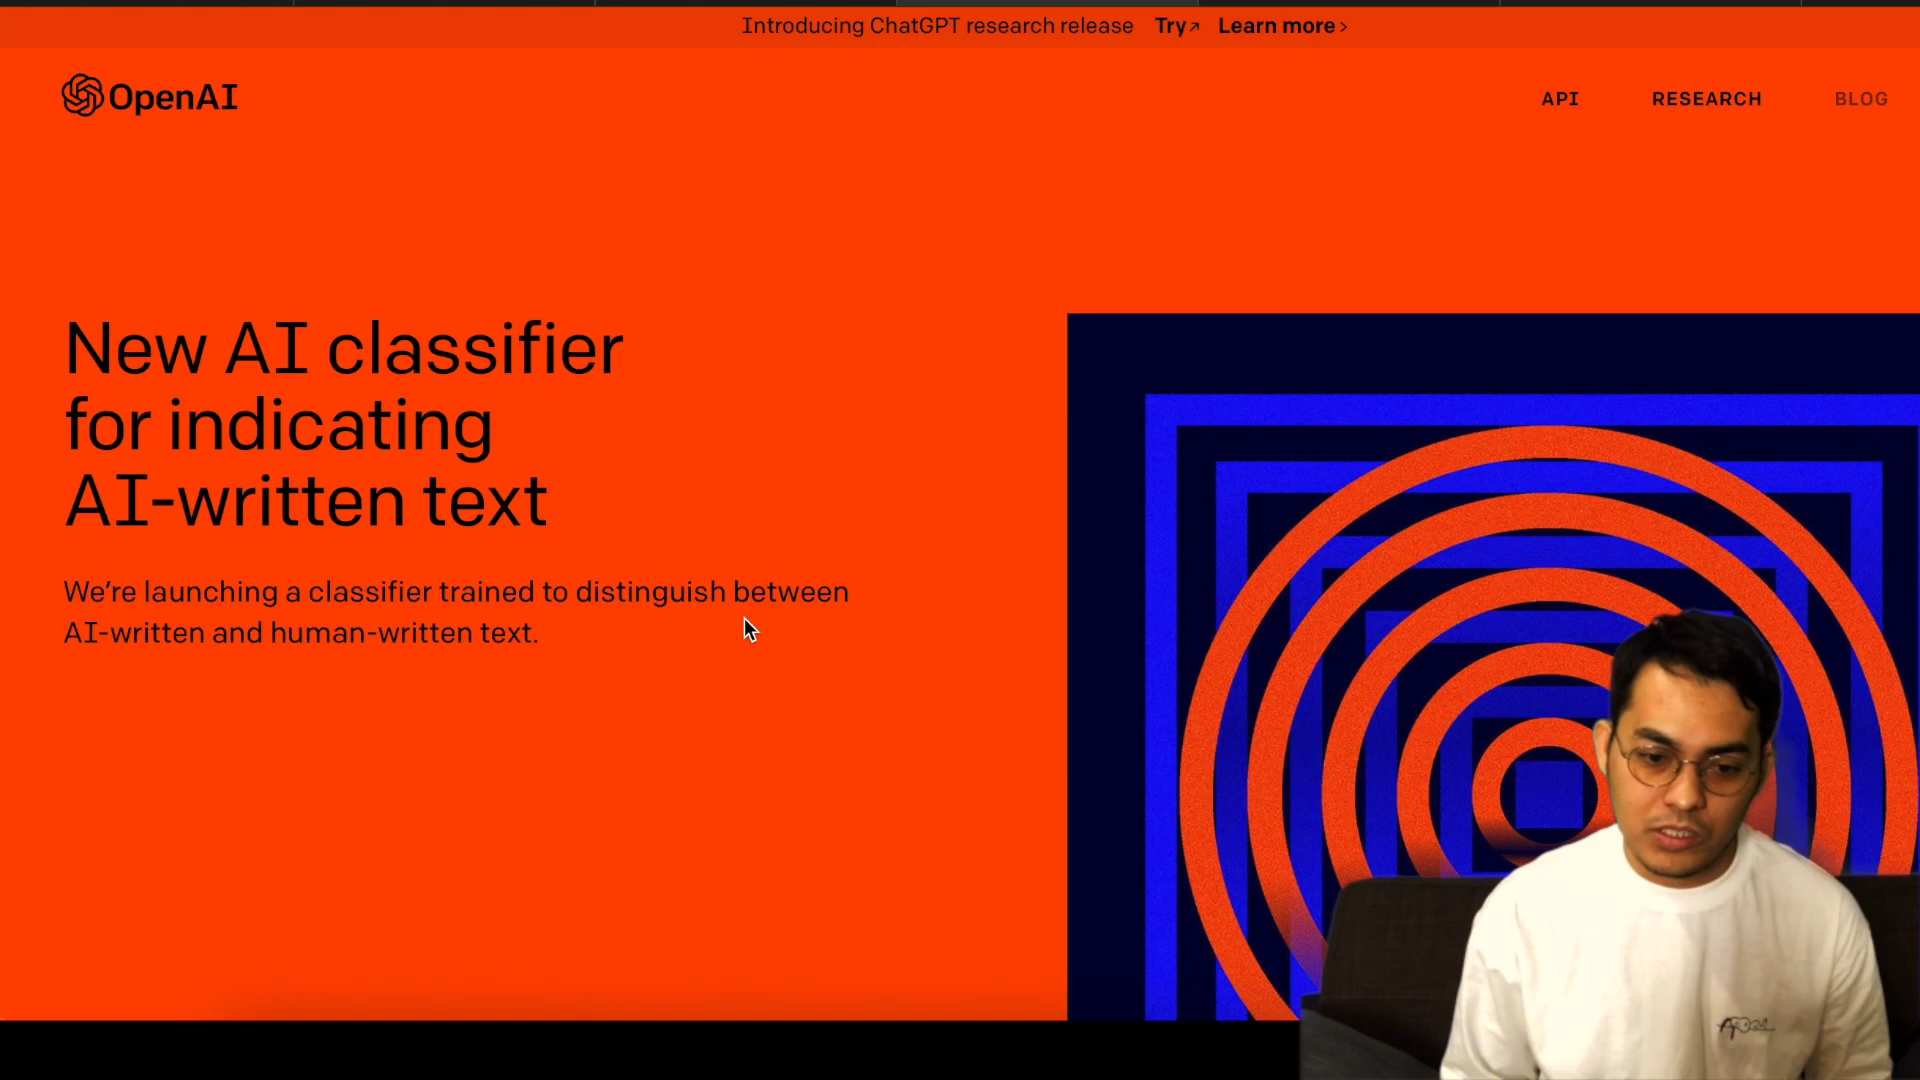 Introducing ChatGPT research release Try↗ Learn more ›
OpenAI
API RESEARCH BLOG
New AI classifier
for indicating
AI-written text
We’re launching a classifier trained to distinguish between
AI-written and human-written text.